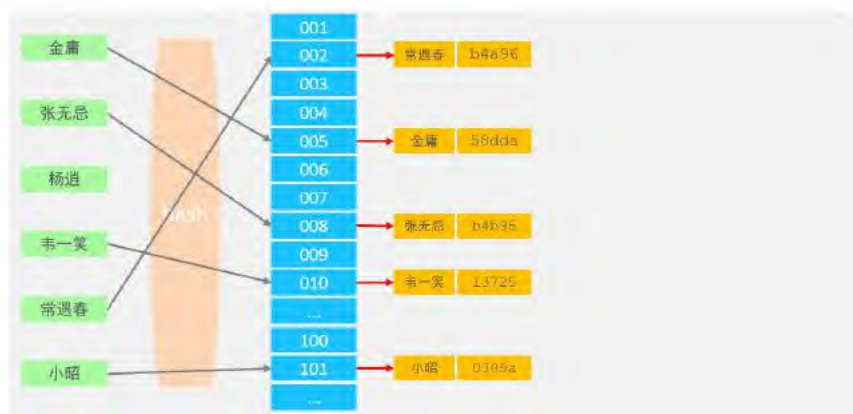 金庸
张无忌
杨逍
韦一笑
常遇春
小昭
hash
001
002
003
004
005
006
007
008
009
010
...
100
101
...
常遇春 b4a96
金庸 58dda
张无忌 b4b95
韦一笑 13725
小昭